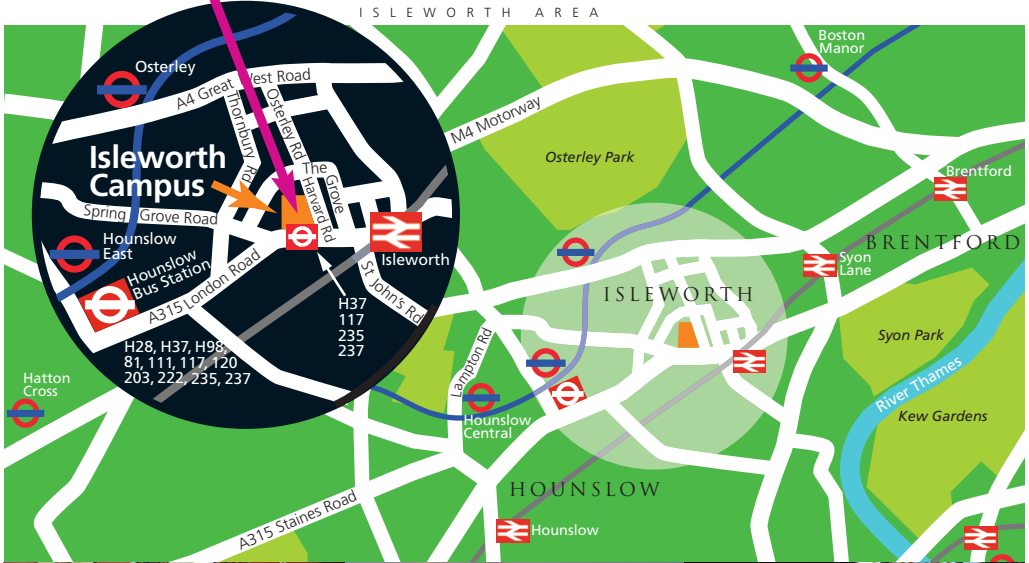 ISLEWORTH AREA
Boston
Manor
Osterley
A4 Great West Road
M4 Motorway
Thornbury Rd
Osterley Rd
Osterley Park
Isleworth
Campus
The Grove
Harvard Rd
Brentford
Spring Grove Road
Hounslow
East
BRENTFORD
Isleworth
Syon
Lane
Hounslow
Bus Station
A315 London Road
St John's Rd
ISLEWORTH
H37
117
235
237
H28, H37, H98,
81, 111, 117, 120
203, 222, 235, 237
Lampton Rd
Syon Park
Hatton
Cross
River Thames
Kew Gardens
Hounslow
Central
HOUNSLOW
A315 Staines Road
Hounslow